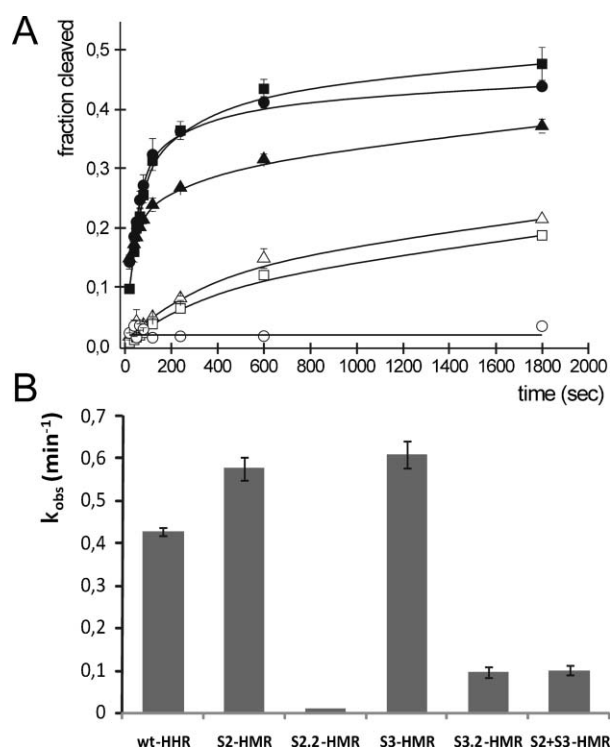 A
fraction cleaved
0,5
0,4
0,3
0,2
0,1
0,0
0 200 400 600 800 1000 1200 1400 1600 1800 2000
time (sec)
B
k_obs (min⁻¹)
0,7
0,6
0,5
0,4
0,3
0,2
0,1
0
wt-HHR S2-HMR S2.2-HMR S3-HMR S3.2-HMR S2+S3-HMR